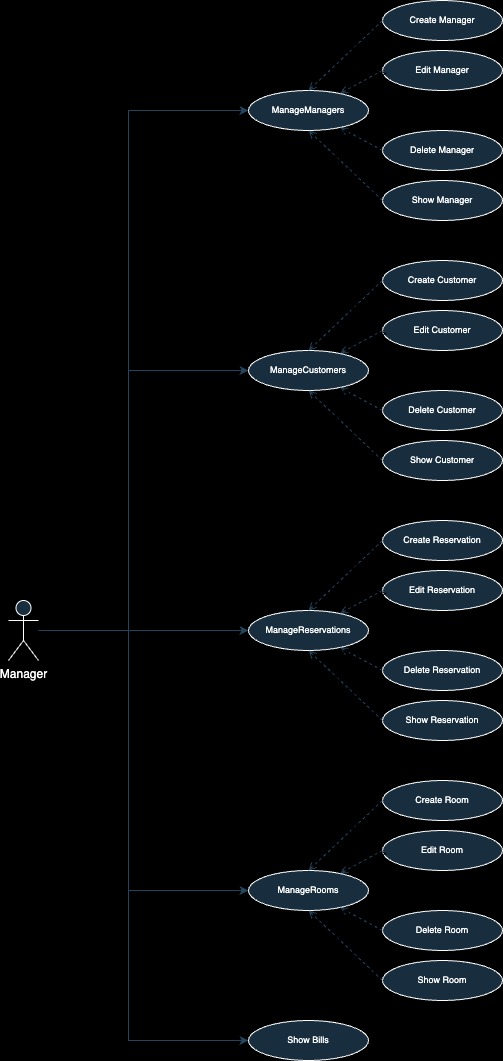 Create Manager
Edit Manager
ManageManagers
Delete Manager
Show Manager
Create Customer
Edit Customer
ManageCustomers
Delete Customer
Show Customer
Create Reservation
Edit Reservation
ManageReservations
Manager
Delete Reservation
Show Reservation
Create Room
Edit Room
ManageRooms
Delete Room
Show Room
Show Bills